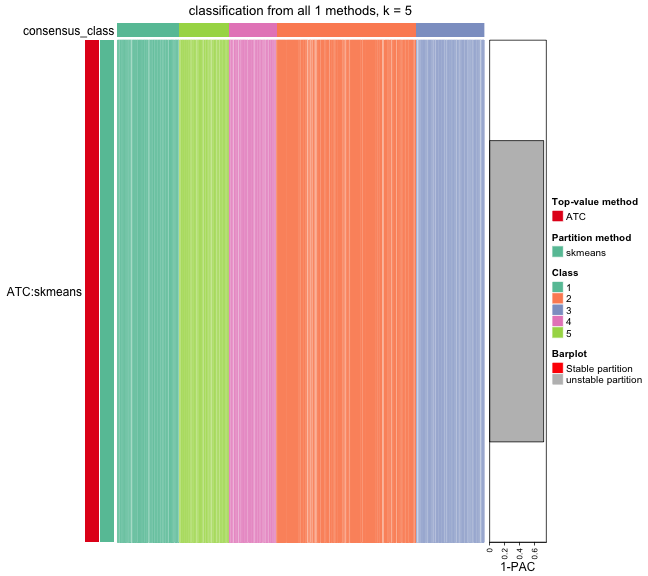 classification from all 1 methods, k = 5
consensus_class
ATC:skmeans
Top-value method
ATC
Partition method
skmeans
Class
1
2
3
4
5
Barplot
Stable partition
unstable partition
0
0.2
0.4
0.6
1-PAC